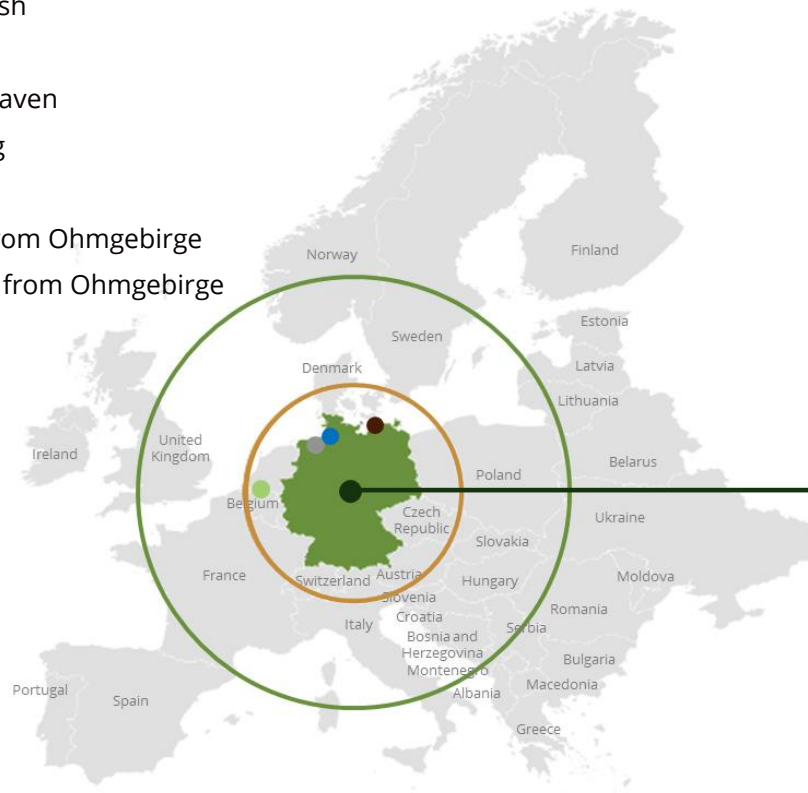 sh
aven
g
om Ohmgebirge
from Ohmgebirge
Norway
Finland
Sweden
Estonia
Denmark
Latvia
Lithuania
United
Kingdom
Ireland
Belarus
Poland
Belgium
Czech
Republic
Ukraine
Slovakia
France
Switzerland
Austria
Hungary
Moldova
Slovenia
Croatia
Romania
Italy
Serbia
Bosnia and
Herzegovina
Montenegro
Bulgaria
Macedonia
Albania
Portugal
Spain
Greece